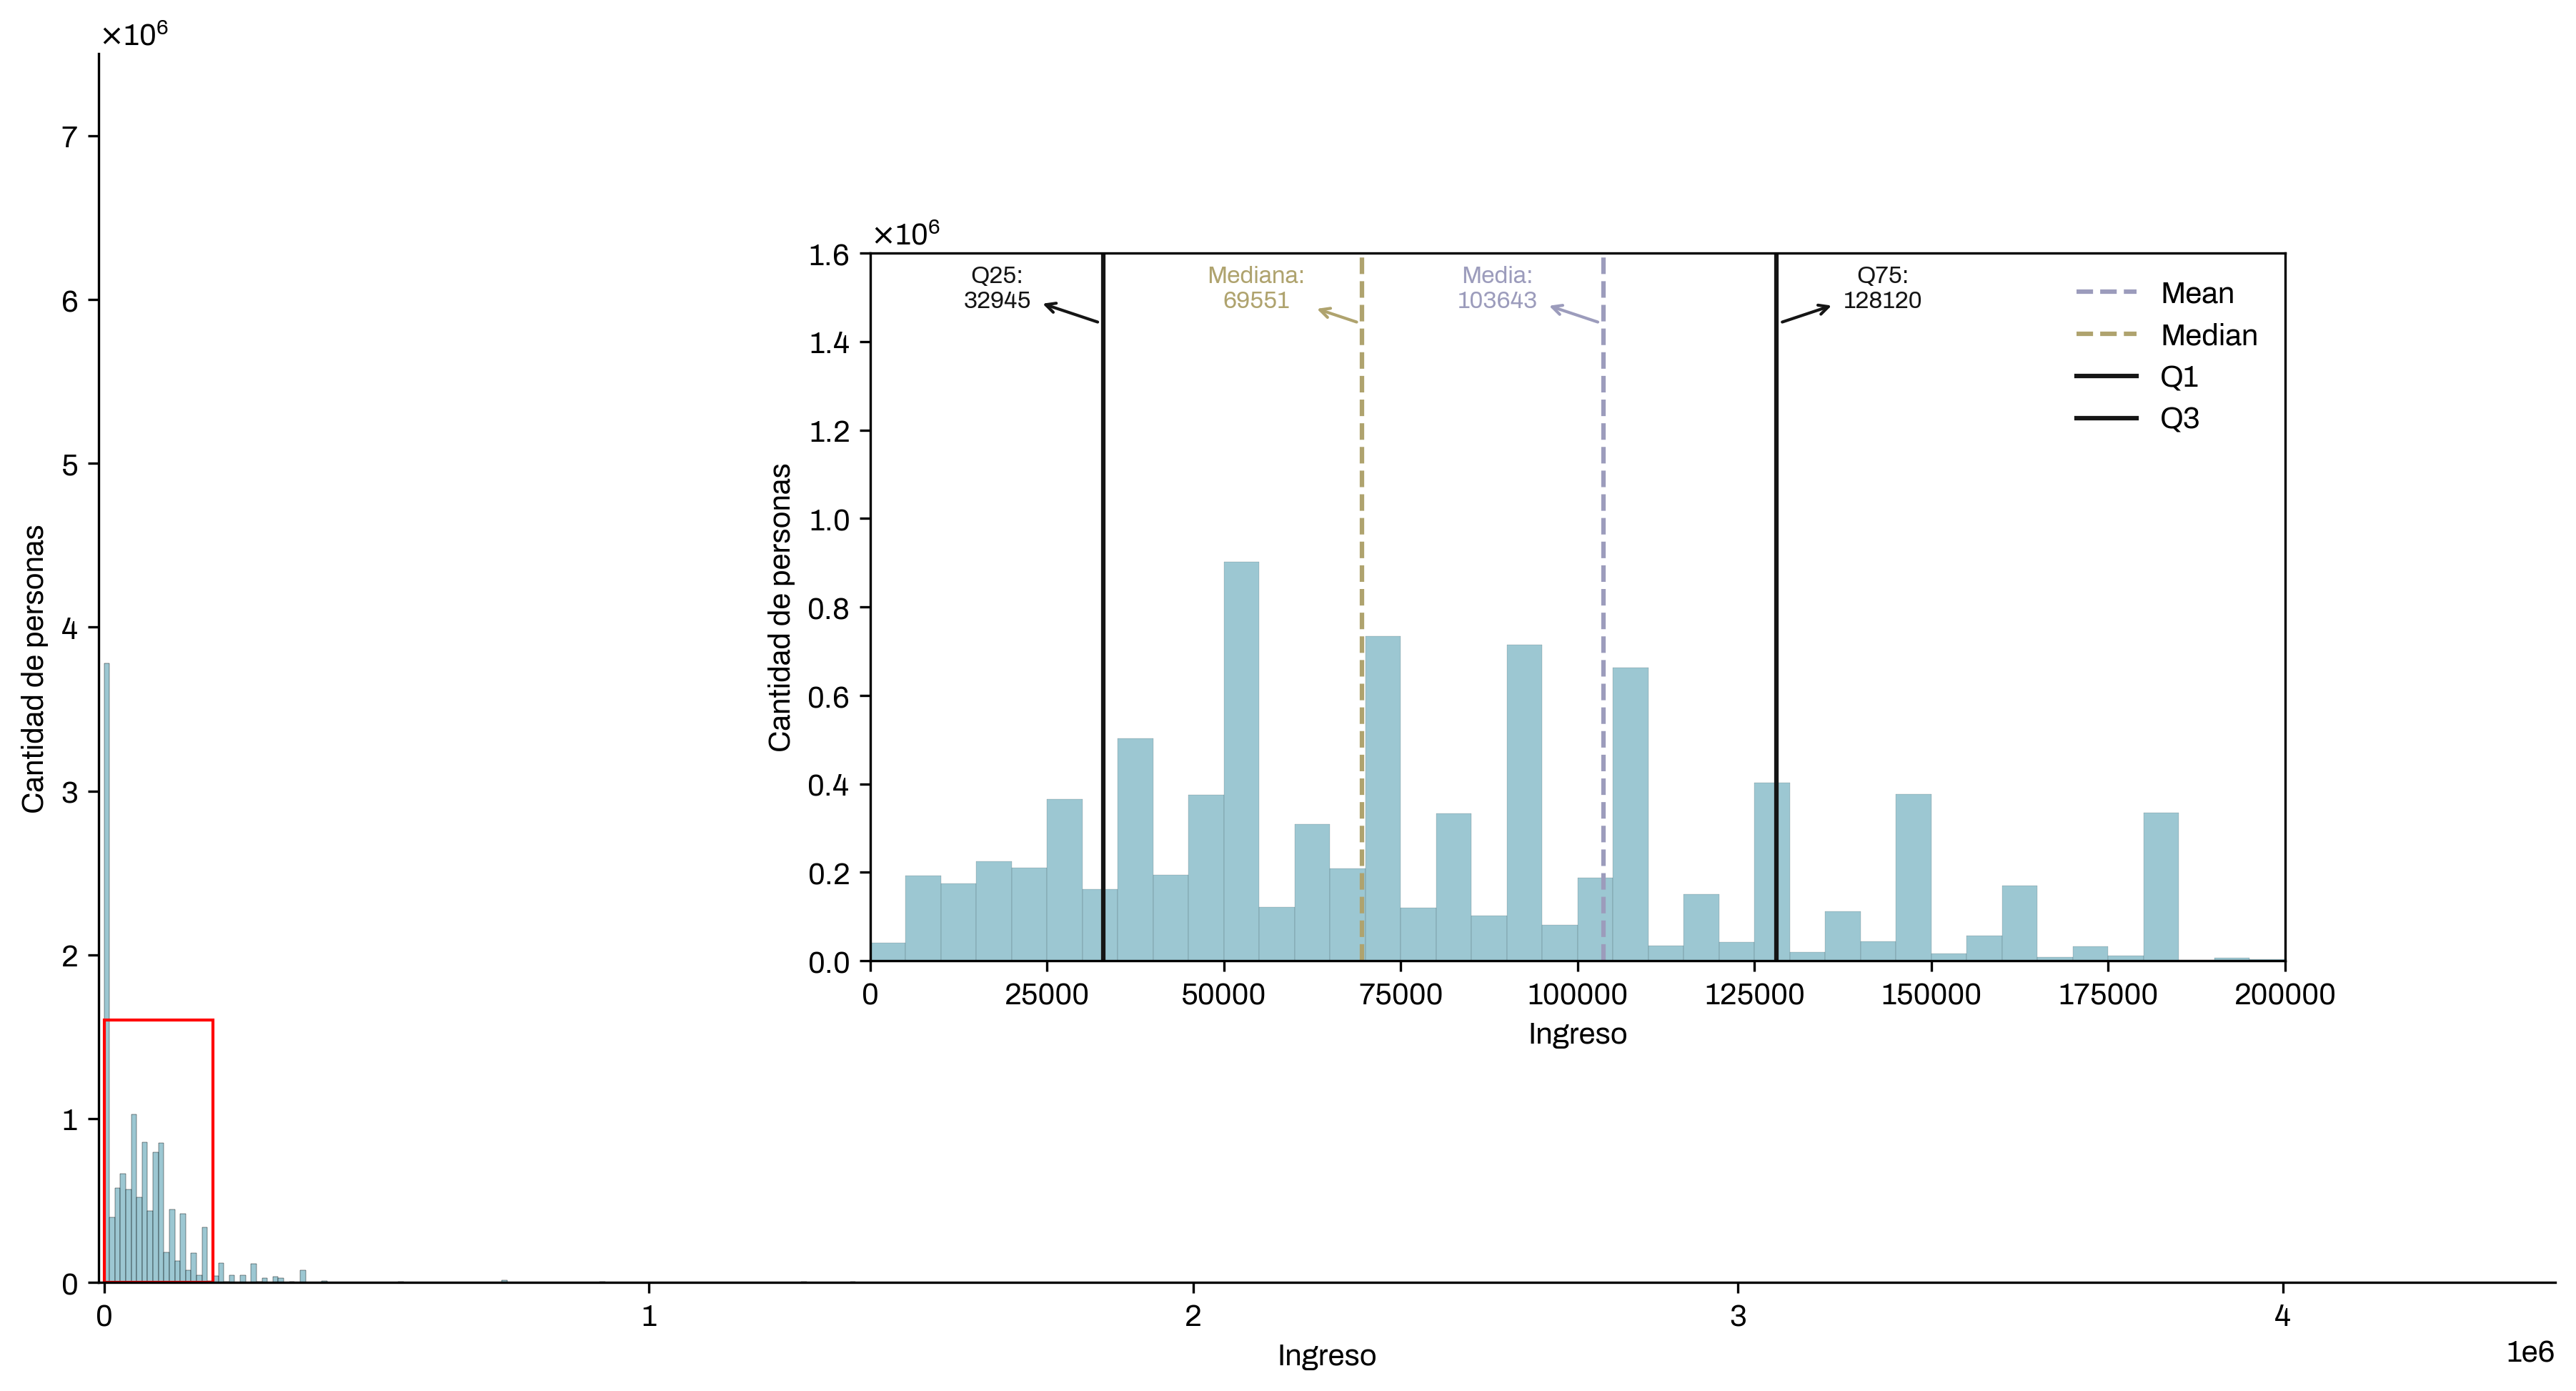 ×10⁶
7
6
5
4
3
2
1
0
Cantidad de personas
0
1
2
3
4
1e6
Ingreso
×10⁶
1.6
1.4
1.2
1.0
0.8
0.6
0.4
0.2
0.0
Cantidad de personas
Q25:
32945
Mediana:
69551
Media:
103643
Q75:
128120
Mean
Median
Q1
Q3
0
25000
50000
75000
100000
125000
150000
175000
200000
Ingreso